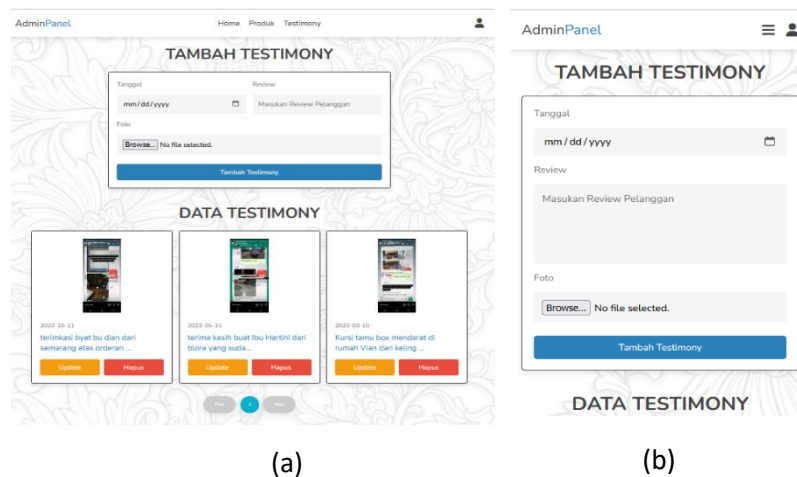 AdminPanel Home Produk Testimony
TAMBAH TESTIMONY
Tanggal Review
mm/dd/yyyy Masukan Review Pelanggan
Foto
Browse... No file selected.
Tambah Testimony
DATA TESTIMONY
2023-10-11
terimkasi byat bu dian dari
semarang atas orderan ...
Update Hapus
2023-05-15
terima kasih buat Ibu Hartini dari
blora yang suda...
Update Hapus
2023-03-10
Kursi tamu box mendarat di
rumah Vian dari keling ...
Update Hapus
(a)
AdminPanel
TAMBAH TESTIMONY
Tanggal
mm/dd/yyyy
Review
Masukan Review Pelanggan
Foto
Browse... No file selected.
Tambah Testimony
DATA TESTIMONY
(b)